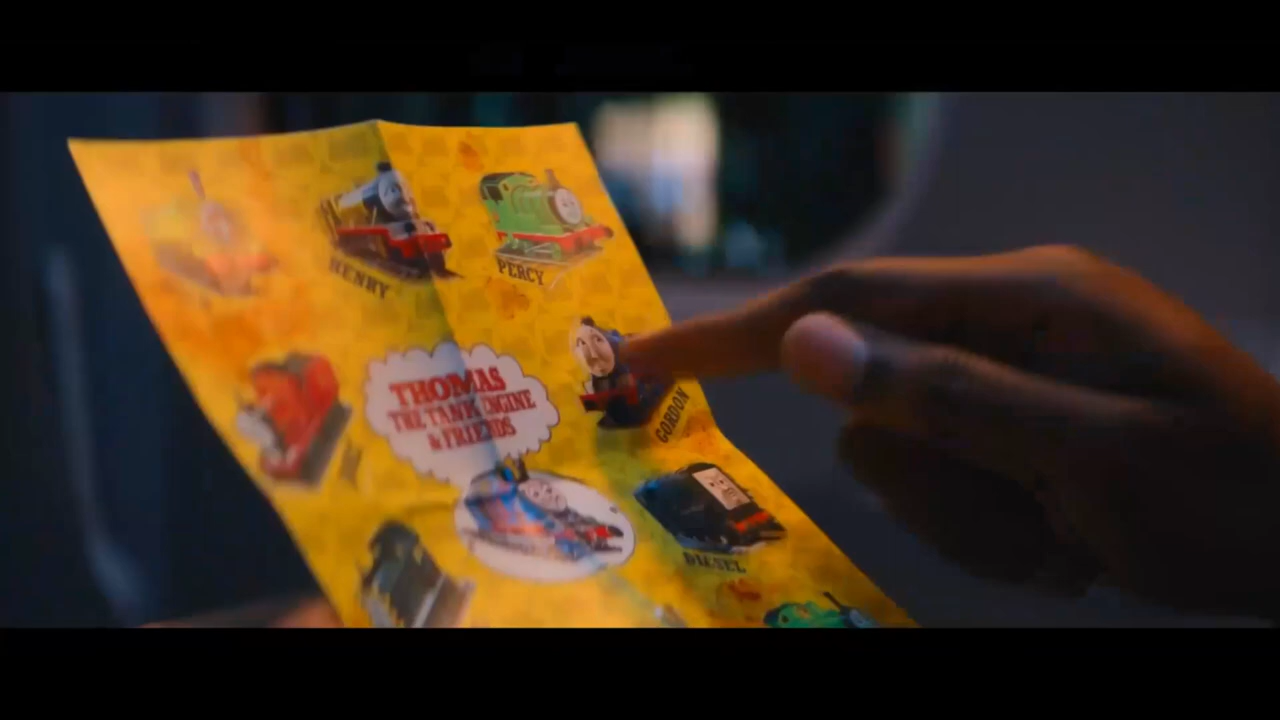 HENRY
PERCY
THOMAS
THE TANK ENGINE
& FRIENDS
GORDON
DIESEL